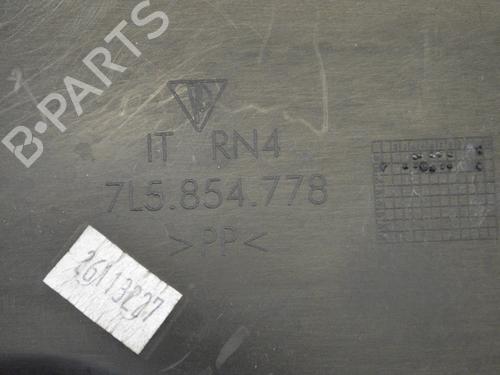 B-PARTS
IT RN4
7L5.854.778
>PP<
26113227